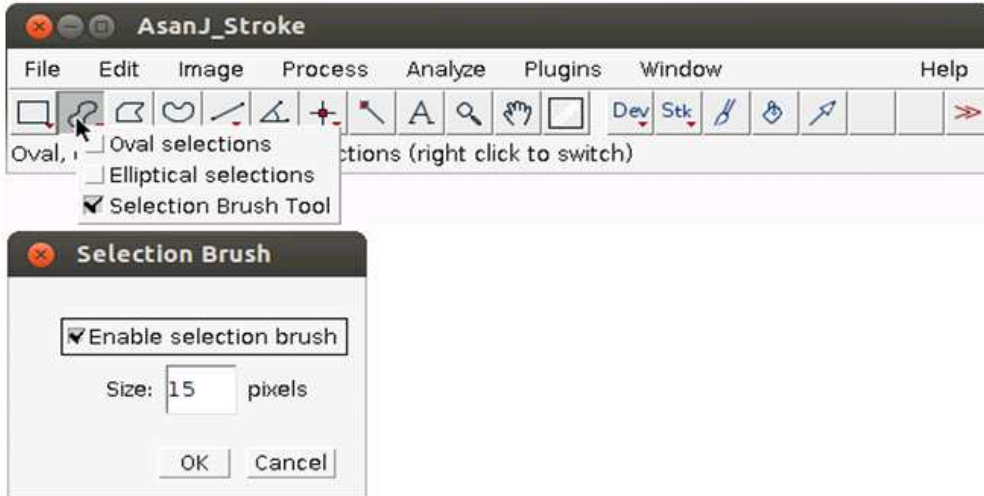 AsanJ_Stroke
File Edit Image Process Analyze Plugins Window Help
A Dev Stk >>
Oval, ctions (right click to switch)
Oval selections
Elliptical selections
Selection Brush Tool
Selection Brush
Enable selection brush
Size: 15 pixels
OK Cancel